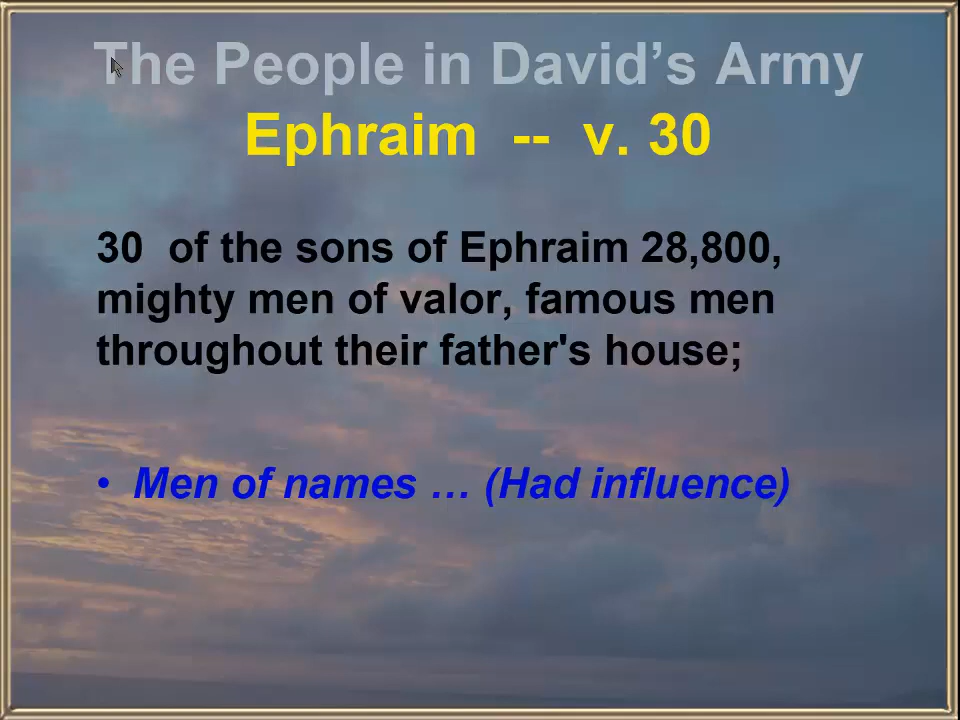 The People in David’s Army
Ephraim -- v. 30
30 of the sons of Ephraim 28,800,
mighty men of valor, famous men
throughout their father's house;
• Men of names … (Had influence)